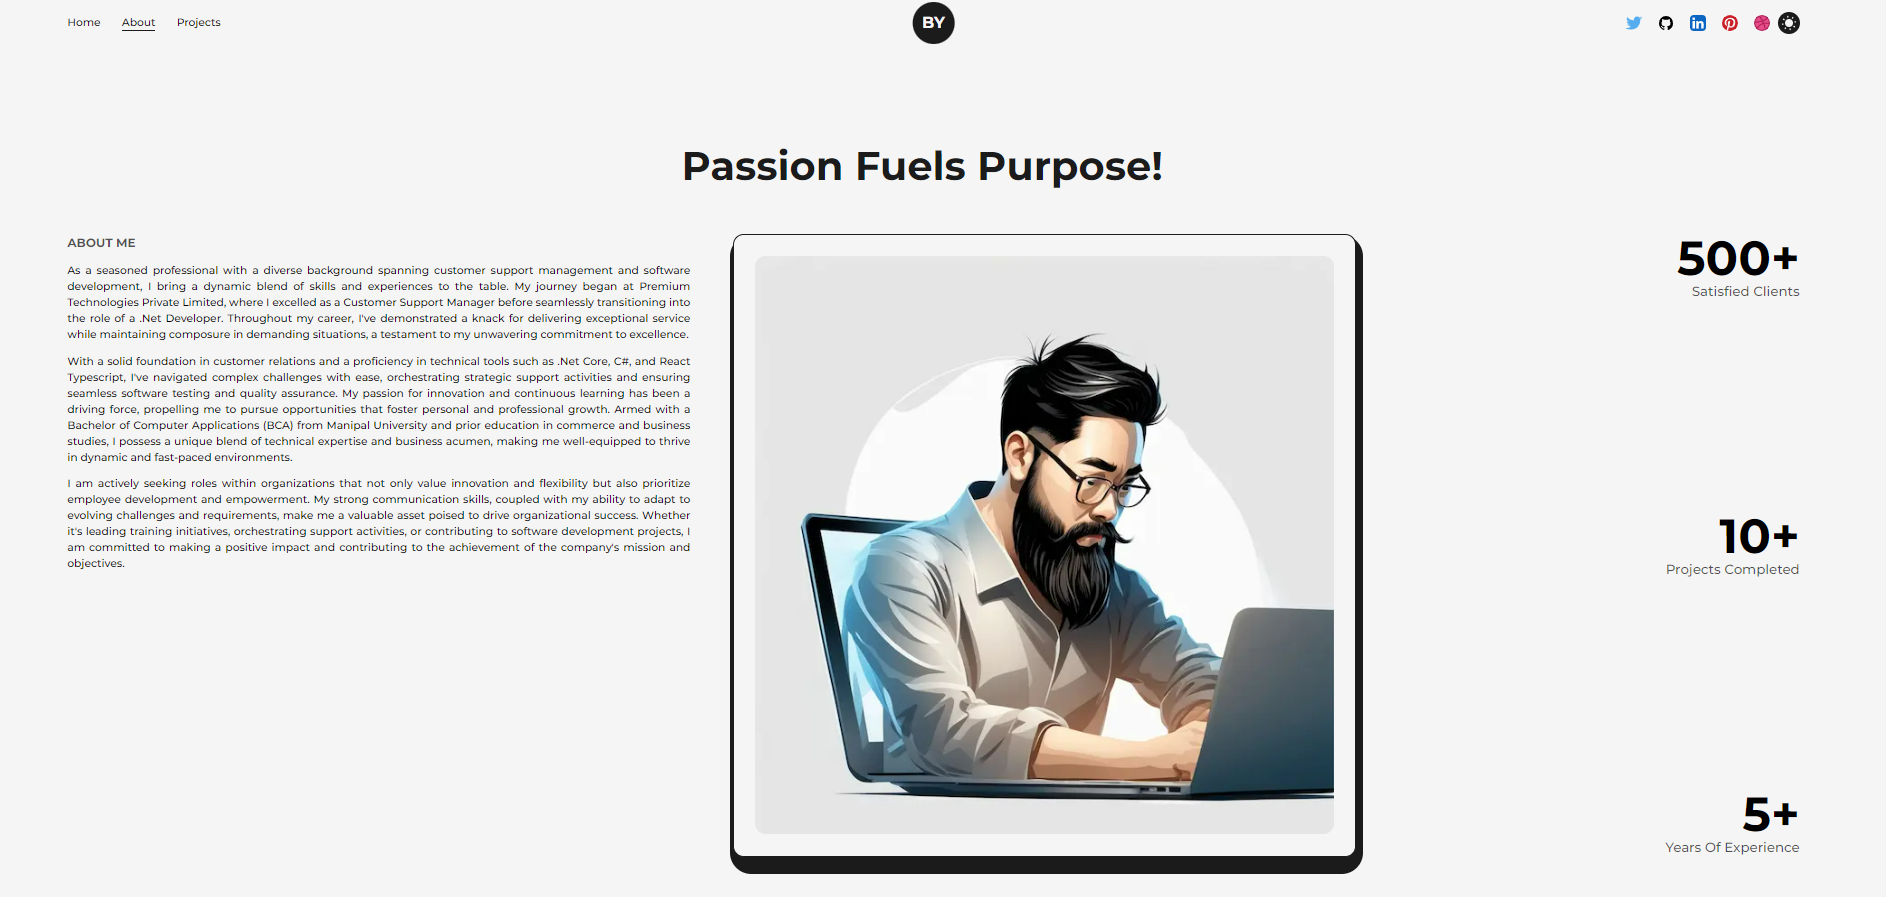 Home About Projects
BY
in
Passion Fuels Purpose!
ABOUT ME
As a seasoned professional with a diverse background spanning customer support management and software
development, I bring a dynamic blend of skills and experiences to the table. My journey began at Premium
Technologies Private Limited, where I excelled as a Customer Support Manager before seamlessly transitioning into
the role of a .Net Developer. Throughout my career, I've demonstrated a knack for delivering exceptional service
while maintaining composure in demanding situations, a testament to my unwavering commitment to excellence.
With a solid foundation in customer relations and a proficiency in technical tools such as .Net Core, C#, and React
Typescript, I've navigated complex challenges with ease, orchestrating strategic support activities and ensuring
seamless software testing and quality assurance. My passion for innovation and continuous learning has been a
driving force, propelling me to pursue opportunities that foster personal and professional growth. Armed with a
Bachelor of Computer Applications (BCA) from Manipal University and prior education in commerce and business
studies, I possess a unique blend of technical expertise and business acumen, making me well-equipped to thrive
in dynamic and fast-paced environments.
I am actively seeking roles within organizations that not only value innovation and flexibility but also prioritize
employee development and empowerment. My strong communication skills, coupled with my ability to adapt to
evolving challenges and requirements, make me a valuable asset poised to drive organizational success. Whether
it's leading training initiatives, orchestrating support activities, or contributing to software development projects, I
am committed to making a positive impact and contributing to the achievement of the company's mission and
objectives.
500+
Satisfied Clients
10+
Projects Completed
5+
Years Of Experience